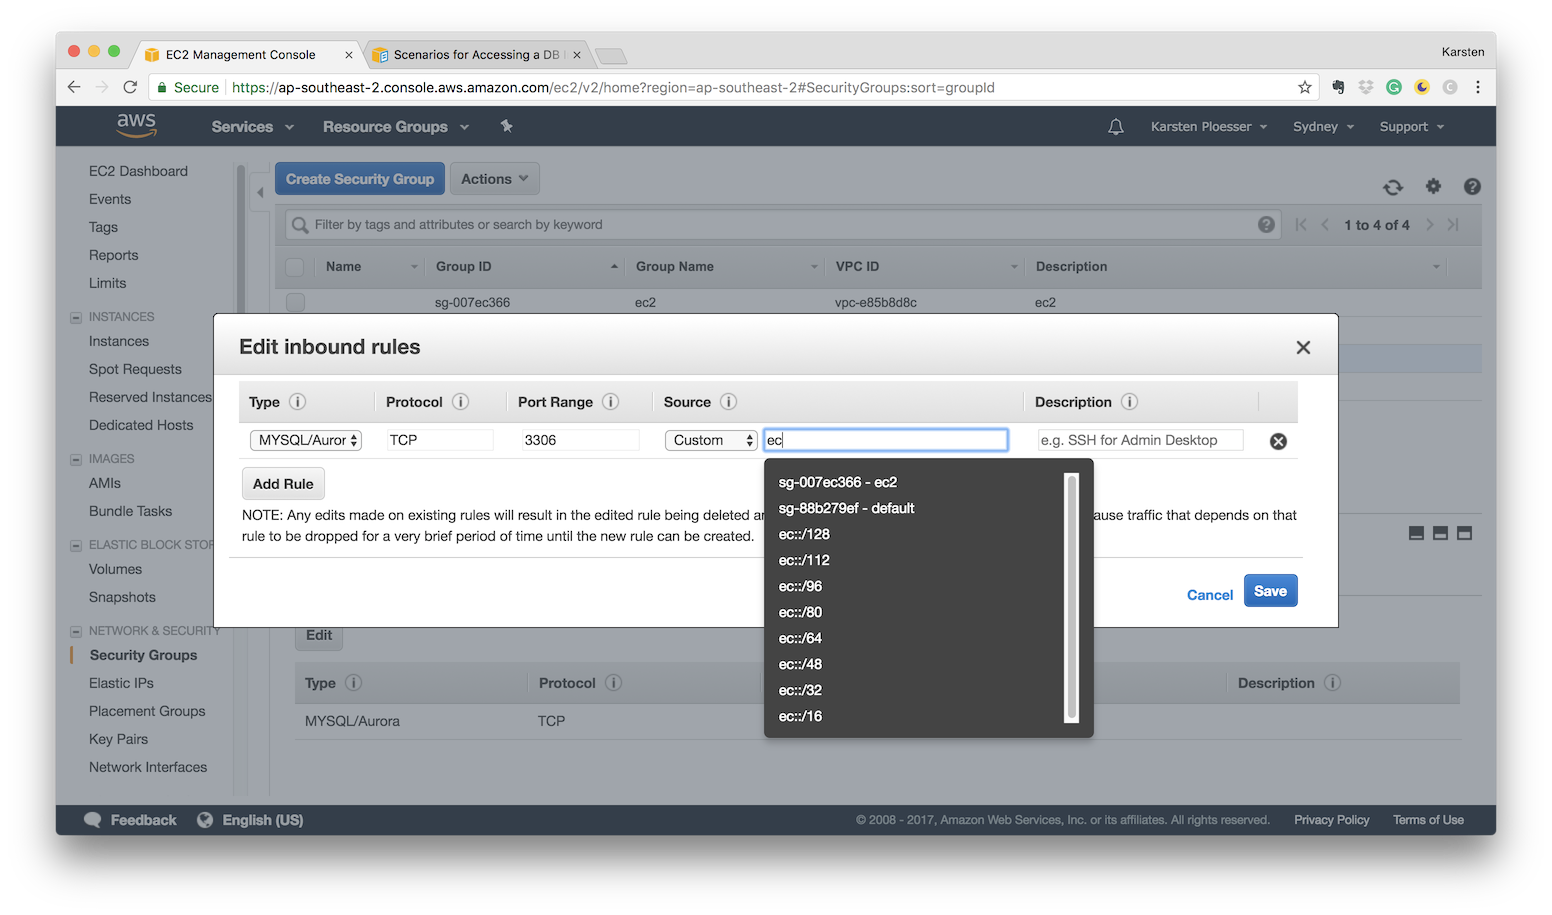 EC2 Management Console
Scenarios for Accessing a DB
Karsten
Secure
https://ap-southeast-2.console.aws.amazon.com/ec2/v2/home?region=ap-southeast-2#SecurityGroups:sort=groupId
aws
Services
Resource Groups
Karsten Ploesser
Sydney
Support
EC2 Dashboard
Events
Tags
Reports
Limits
INSTANCES
Instances
Spot Requests
Reserved Instances
Dedicated Hosts
IMAGES
AMIs
Bundle Tasks
ELASTIC BLOCK STOR
Volumes
Snapshots
NETWORK & SECURITY
Security Groups
Elastic IPs
Placement Groups
Key Pairs
Network Interfaces
Create Security Group
Actions
Filter by tags and attributes or search by keyword
1 to 4 of 4
Name Group ID Group Name VPC ID Description
sg-007ec366 ec2 vpc-e85b8d8c ec2
Edit inbound rules
Type Protocol Port Range Source Description
MYSQL/Auror TCP 3306 Custom ec e.g. SSH for Admin Desktop
sg-007ec366 - ec2
sg-88b279ef - default
ec::/128
ec::/112
ec::/96
ec::/80
ec::/64
ec::/48
ec::/32
ec::/16
Add Rule
NOTE: Any edits made on existing rules will result in the edited rule being deleted ause traffic that depends on that
rule to be dropped for a very brief period of time until the new rule can be created.
Cancel
Save
Edit
Type Protocol Description
MYSQL/Aurora TCP
Feedback
English (US)
© 2008 - 2017, Amazon Web Services, Inc. or its affiliates. All rights reserved.
Privacy Policy
Terms of Use